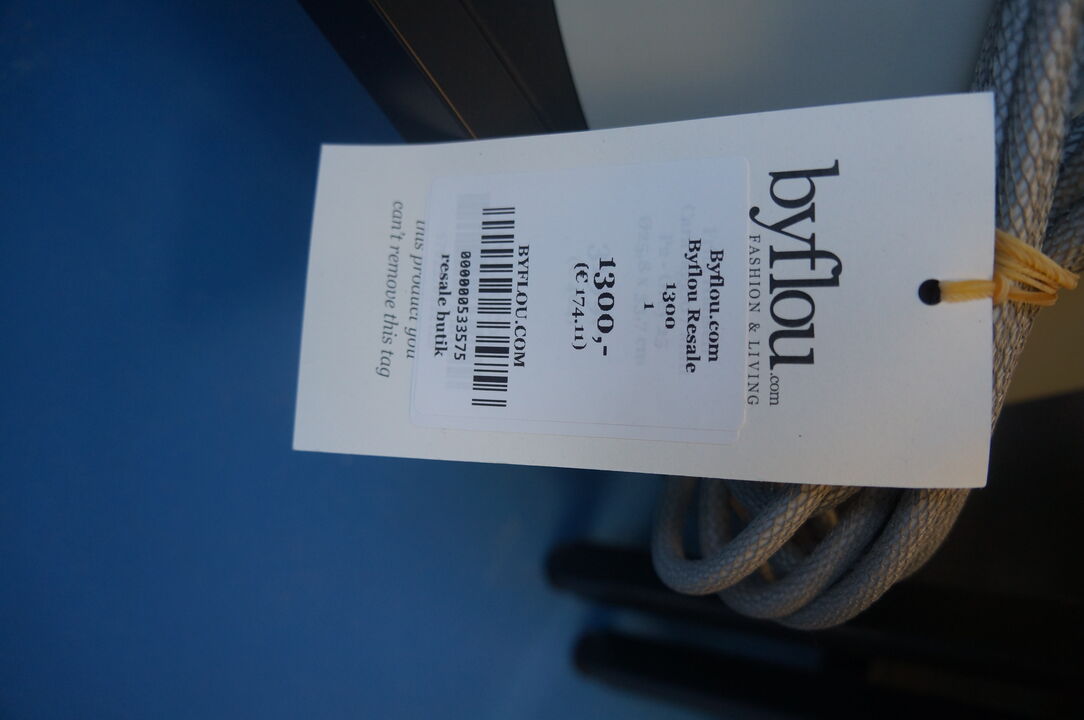 byflou.com
FASHION & LIVING
Byflou.com
Byflou Resale
1300
1
1300,-
(€ 174.11)
BYFLOU.COM
000000533575
resale butik
this product you
can't remove this tag